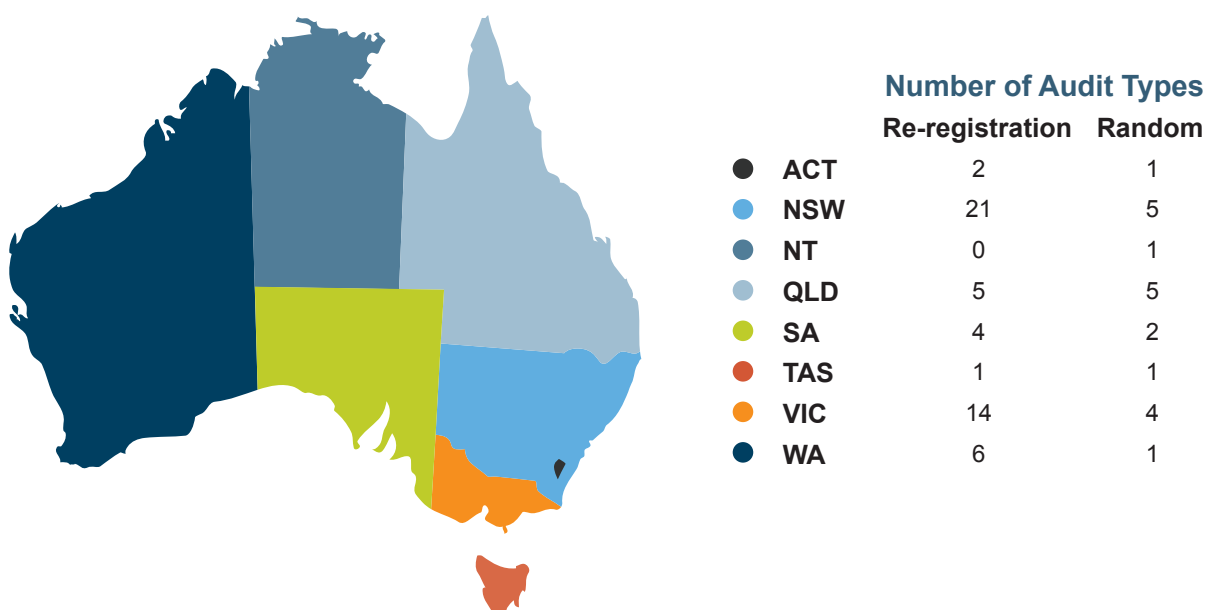 Number of Audit Types
Re-registration Random
ACT 2 1
NSW 21 5
NT 0 1
QLD 5 5
SA 4 2
TAS 1 1
VIC 14 4
WA 6 1